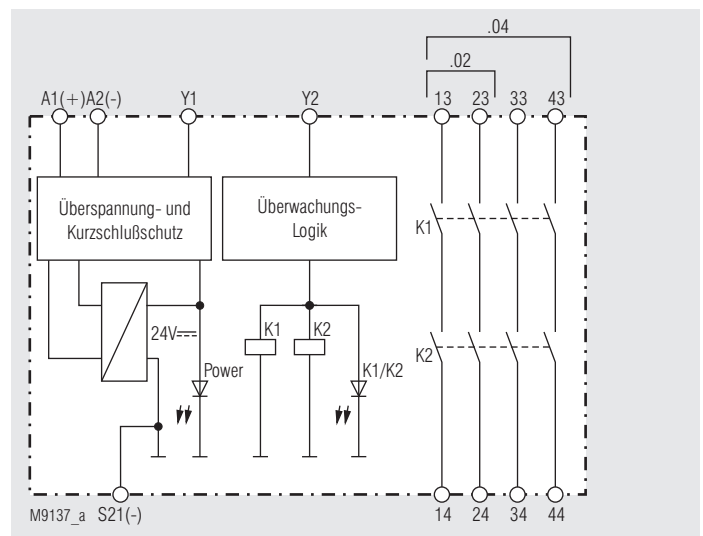 .04
.02
A1(+) A2(-) Y1 Y2 13 23 33 43
Überspannung- und
Kurzschlußschutz
Überwachungs-
Logik
K1
24V
K1 K2
K2
Power
K1/K2
M9137_a S21(-) 14 24 34 44